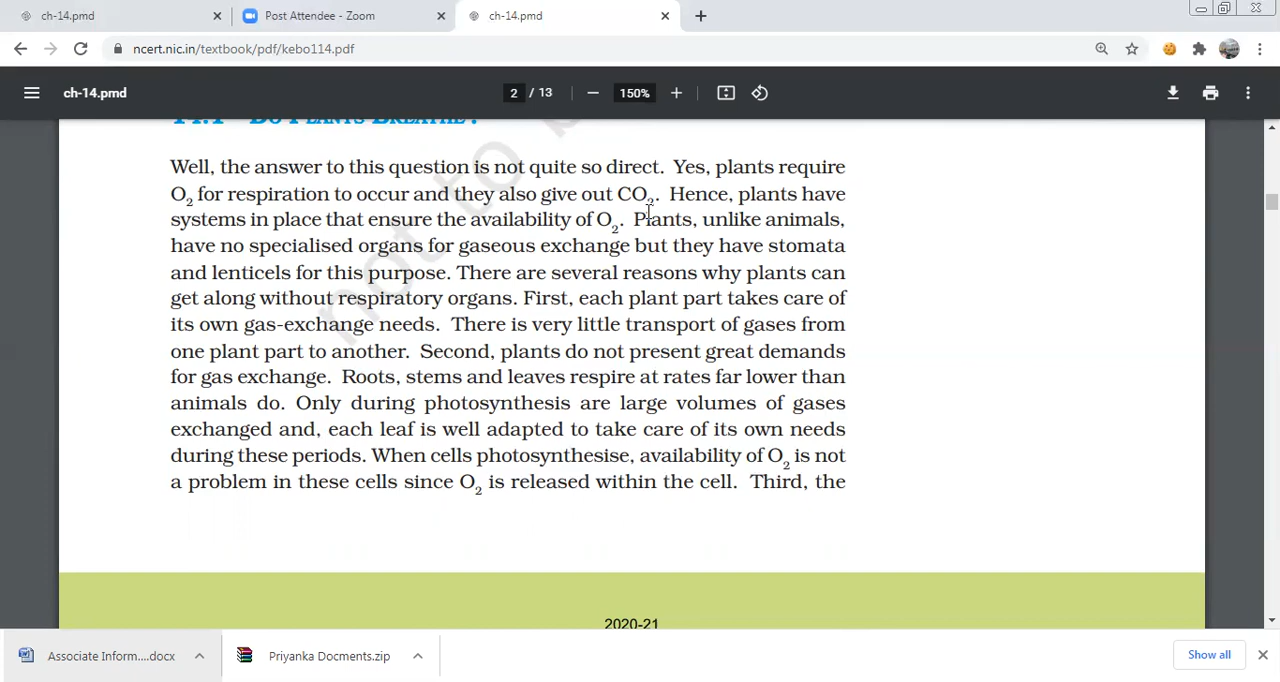 ch-14.pmd
Post Attendee - Zoom
ch-14.pmd
ncert.nic.in/textbook/pdf/kebo114.pdf
ch-14.pmd
2 / 13
150%
14.1 DO PLANTS BREATHE?
Well, the answer to this question is not quite so direct. Yes, plants require
O2 for respiration to occur and they also give out CO2. Hence, plants have
systems in place that ensure the availability of O2. Plants, unlike animals,
have no specialised organs for gaseous exchange but they have stomata
and lenticels for this purpose. There are several reasons why plants can
get along without respiratory organs. First, each plant part takes care of
its own gas-exchange needs. There is very little transport of gases from
one plant part to another. Second, plants do not present great demands
for gas exchange. Roots, stems and leaves respire at rates far lower than
animals do. Only during photosynthesis are large volumes of gases
exchanged and, each leaf is well adapted to take care of its own needs
during these periods. When cells photosynthesise, availability of O2 is not
a problem in these cells since O2 is released within the cell. Third, the
not to b
2020-21
Associate Inform....docx
Priyanka Docments.zip
Show all